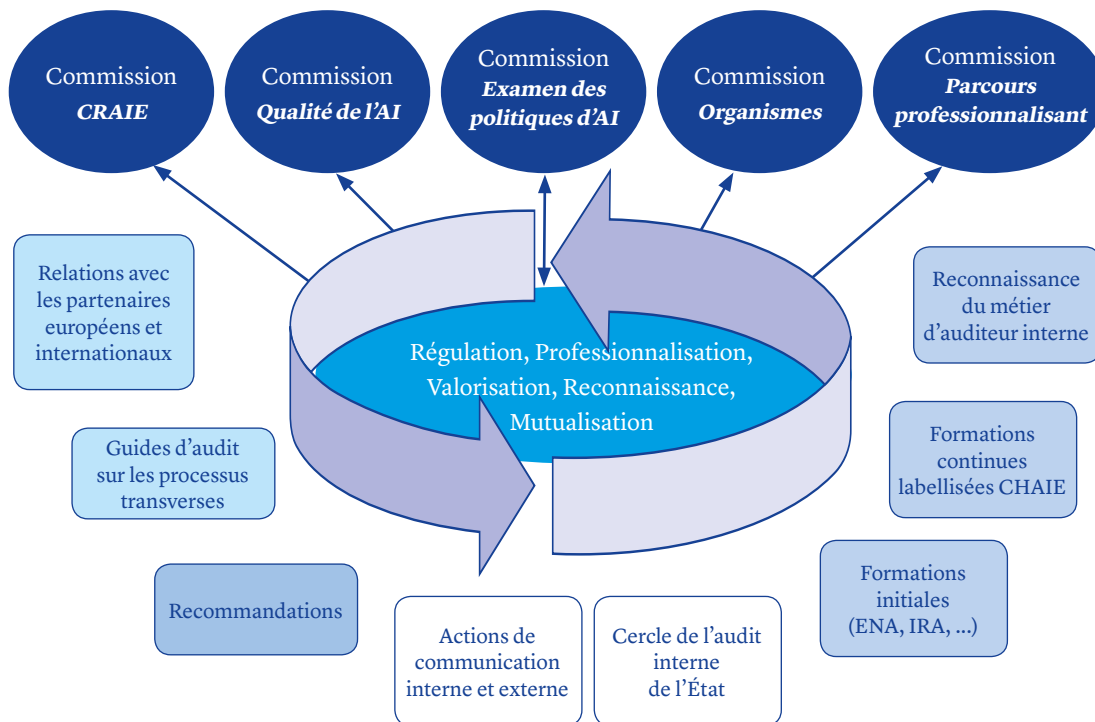 Commission
CRAIE
Commission
Qualité de l'AI
Commission
Examen des
politiques d'AI
Commission
Organismes
Commission
Parcours
professionnalisant
Relations avec
les partenaires
européens et
internationaux
Reconnaissance
du métier
d'auditeur interne
Régulation, Professionnalisation,
Valorisation, Reconnaissance,
Mutualisation
Guides d'audit
sur les processus
transverses
Formations
continues
labellisées CHAIE
Recommandations
Actions de
communication
interne et externe
Cercle de l'audit
interne
de l'État
Formations
initiales
(ENA, IRA, ...)